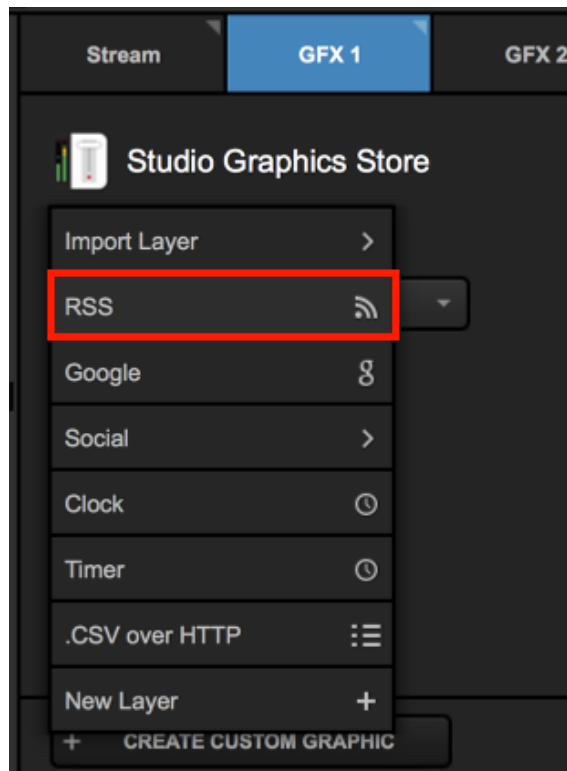 Stream GFX 1 GFX 2
Studio Graphics Store
Import Layer
RSS
Google
Social
Clock
Timer
.CSV over HTTP
New Layer
+ CREATE CUSTOM GRAPHIC